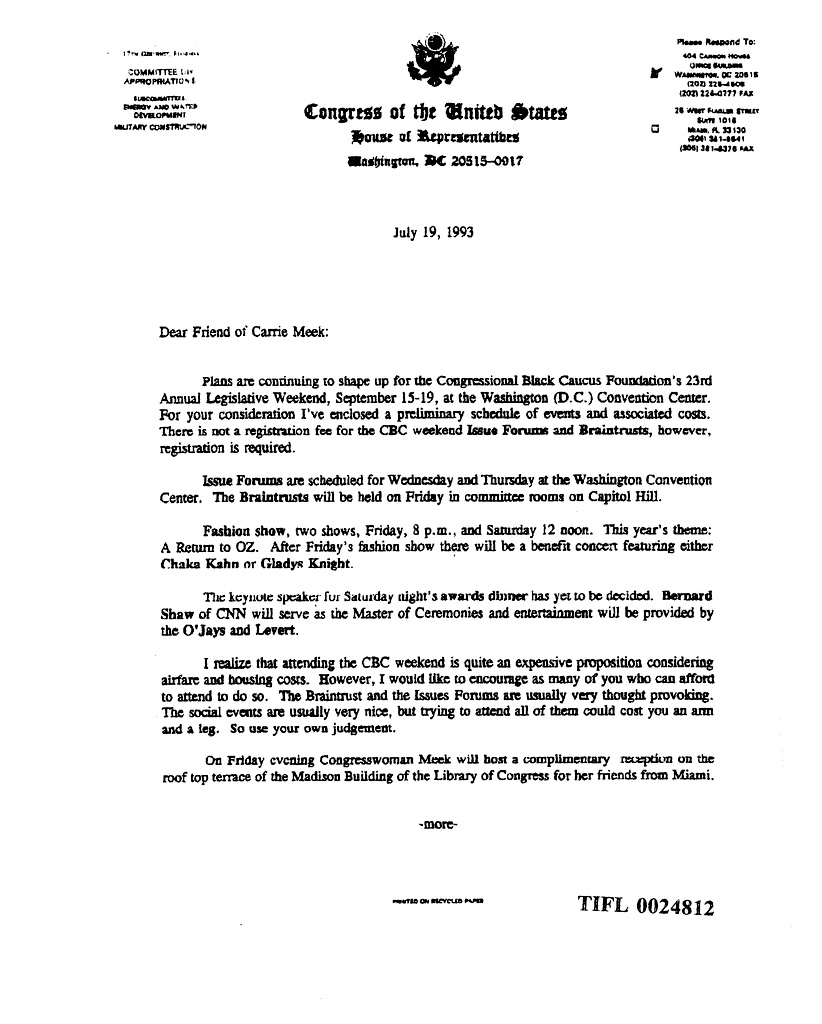 17TH DISTRICT, FLORIDA
COMMITTEE ON
APPROPRIATIONS
SUBCOMMITTEES
ENERGY AND WATER
DEVELOPMENT
MILITARY CONSTRUCTION
Congress of the United States
House of Representatives
Washington, DC 20515-0917
Please Respond To:
404 CANNON HOUSE
OFFICE BUILDING
WASHINGTON, DC 20515
(202) 225-4506
(202) 226-0777 FAX
25 WEST FLAGLER STREET
SUITE 1015
MIAMI, FL 33130
(305) 381-9541
(305) 381-8376 FAX
July 19, 1993
Dear Friend of Carrie Meek:
Plans are continuing to shape up for the Congressional Black Caucus Foundation's 23rd
Annual Legislative Weekend, September 15-19, at the Washington (D.C.) Convention Center.
For your consideration I've enclosed a preliminary schedule of events and associated costs.
There is not a registration fee for the CBC weekend Issue Forums and Braintrusts, however,
registration is required.
Issue Forums are scheduled for Wednesday and Thursday at the Washington Convention
Center. The Braintrusts will be held on Friday in committee rooms on Capitol Hill.
Fashion show, two shows, Friday, 8 p.m., and Saturday 12 noon. This year's theme:
A Return to OZ. After Friday's fashion show there will be a benefit concert featuring either
Chaka Kahn or Gladys Knight.
The keynote speaker for Saturday night's awards dinner has yet to be decided. Bernard
Shaw of CNN will serve as the Master of Ceremonies and entertainment will be provided by
the O'Jays and Levert.
I realize that attending the CBC weekend is quite an expensive proposition considering
airfare and housing costs. However, I would like to encourage as many of you who can afford
to attend to do so. The Braintrust and the Issues Forums are usually very thought provoking.
The social events are usually very nice, but trying to attend all of them could cost you an arm
and a leg. So use your own judgement.
On Friday evening Congresswoman Meek will host a complimentary reception on the
roof top terrace of the Madison Building of the Library of Congress for her friends from Miami.
-more-
PRINTED ON RECYCLED PAPER
TIFL 0024812